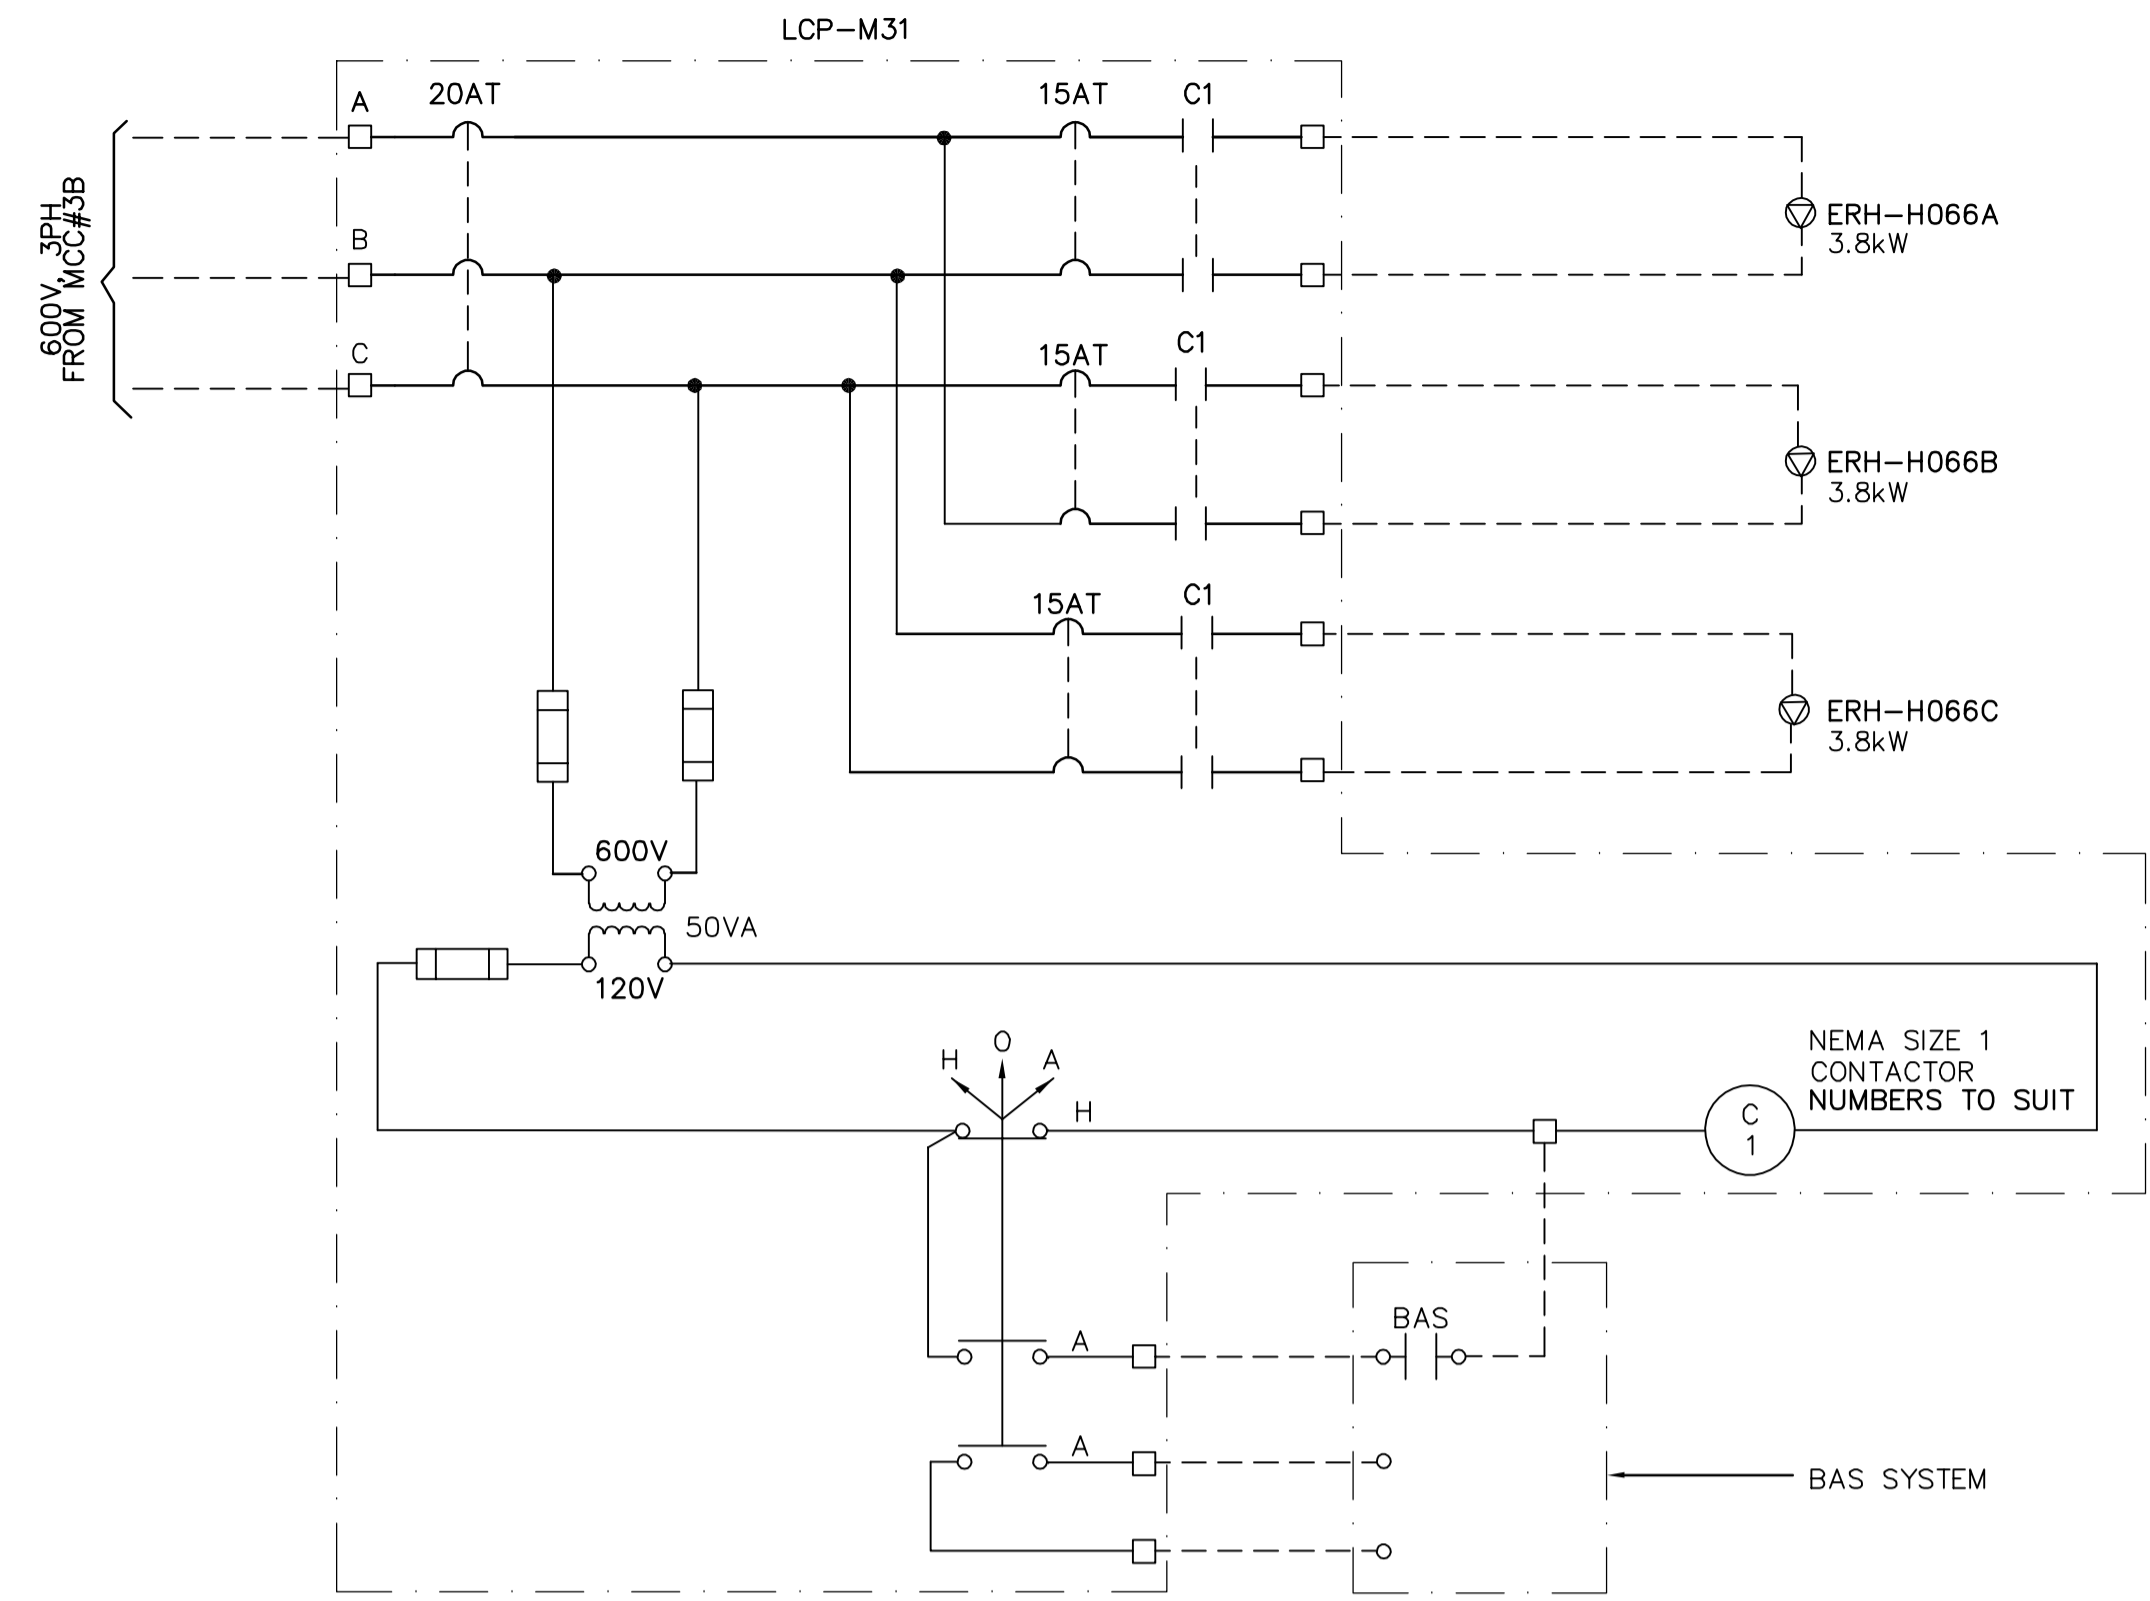 LCP-M31
A
20AT
15AT
C1
600V, 3PH
FROM MCC#3B
B
ERH-H066A
3.8kW
C
15AT
C1
ERH-H066B
3.8kW
15AT
C1
ERH-H066C
3.8kW
600V
50VA
120V
H
O
A
H
NEMA SIZE 1
CONTACTOR
NUMBERS TO SUIT
C
1
BAS
A
A
BAS SYSTEM